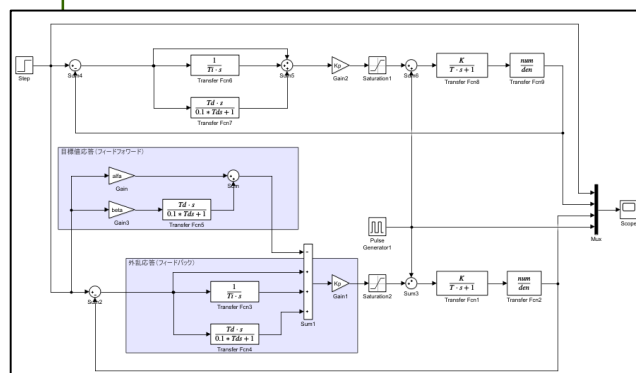 Step
Sum4
1
Ti · s
Transfer Fcn6
Td · s
0.1 * Tds + 1
Transfer Fcn7
Sum5
Kp
Gain2
Saturation1
Sum6
K
T · s + 1
Transfer Fcn8
num
den
Transfer Fcn9
目標値応答(フィードフォワード)
alfa
Gain
beta
Gain3
Td · s
0.1 * Tds + 1
Transfer Fcn5
Sum
Pulse
Generator1
Mux
Scope
外乱応答(フィードバック)
Sum2
1
Ti · s
Transfer Fcn3
Td · s
0.1 * Tds + 1
Transfer Fcn4
Sum1
Kp
Gain1
Saturation2
Sum3
K
T · s + 1
Transfer Fcn1
num
den
Transfer Fcn2